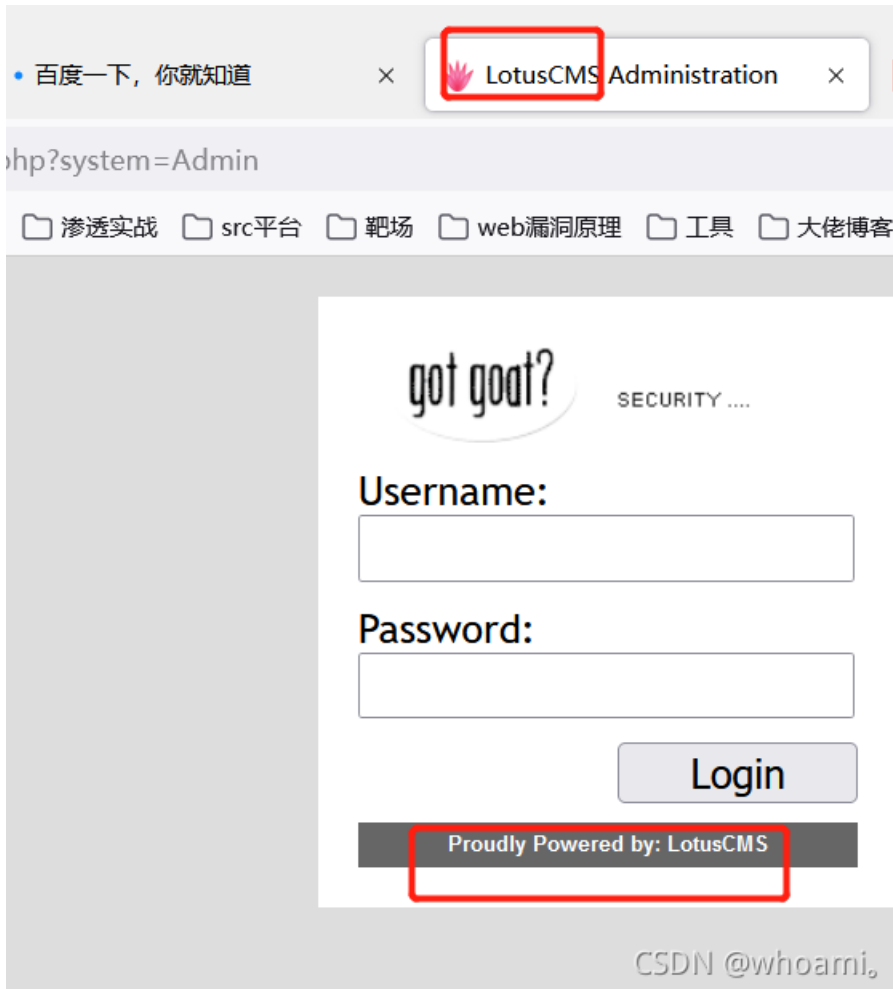 百度一下，你就知道
LotusCMS Administration
php?system=Admin
渗透实战 src平台 靶场 web漏洞原理 工具 大佬博客
got goat?
SECURITY ....
Username:
Password:
Login
Proudly Powered by: LotusCMS
CSDN @whoami。